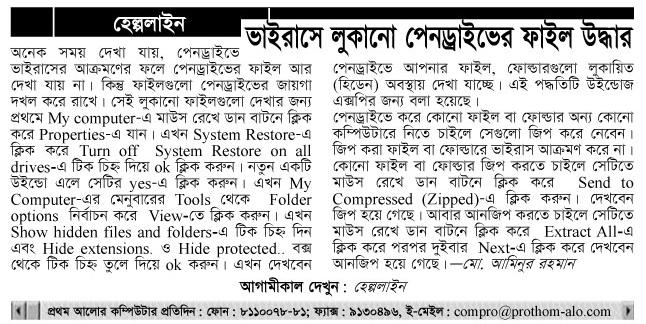 হেল্পলাইন
ভাইরাসে লুকানো পেনড্রাইভের ফাইল উদ্ধার
অনেক সময় দেখা যায়, পেনড্রাইভে
ভাইরাসের আক্রমণের ফলে পেনড্রাইভের ফাইল আর
দেখা যায় না। কিন্তু ফাইলগুলো পেনড্রাইভের জায়গা
দখল করে রাখে। সেই লুকানো ফাইলগুলো দেখার জন্য
প্রথমে My computer-এ মাউস রেখে ডান বাটনে ক্লিক
করে Properties-এ যান। এখন System Restore-এ
ক্লিক করে Turn off System Restore on all
drives-এ টিক চিহ্ন দিয়ে ok ক্লিক করুন। নতুন একটি
উইন্ডো এলে সেটির yes-এ ক্লিক করুন। এখন My
Computer-এর মেনুবারের Tools থেকে Folder
options নির্বাচন করে View-তে ক্লিক করুন। এখন
Show hidden files and folders-এ টিক চিহ্ন দিন
এবং Hide extensions. ও Hide protected.. বক্স
থেকে টিক চিহ্ন তুলে দিয়ে ok করুন। এখন দেখবেন
পেনড্রাইভে আপনার ফাইল, ফোল্ডারগুলো লুকায়িত
(হিডেন) অবস্থায় দেখা যাচ্ছে। এই পদ্ধতিটি উইন্ডোজ
এক্সপির জন্য বলা হয়েছে।
পেনড্রাইভে করে কোনো ফাইল বা ফোল্ডার অন্য কোনো
কম্পিউটারে নিতে চাইলে সেগুলো জিপ করে নেবেন।
জিপ করা ফাইল বা ফোল্ডারে ভাইরাস আক্রমণ করে না।
কোনো ফাইল বা ফোল্ডার জিপ করতে চাইলে সেটিতে
মাউস রেখে ডান বাটনে ক্লিক করে Send to
Compressed (Zipped)-এ ক্লিক করুন। দেখবেন
জিপ হয়ে গেছে। আবার আনজিপ করতে চাইলে সেটিতে
মাউস রেখে ডান বাটনে ক্লিক করে Extract All-এ
ক্লিক করে পরপর দুইবার Next-এ ক্লিক করে দেখবেন
আনজিপ হয়ে গেছে।—মো. আমিনুর রহমান
আগামীকাল দেখুন : হেল্পলাইন
প্রথম আলোর কম্পিউটার প্রতিদিন : ফোন : ৮১১০০৭৮-৮১; ফ্যাক্স : ৯১৩০৪৯৬, ই-মেইল : compro@prothom-alo.com